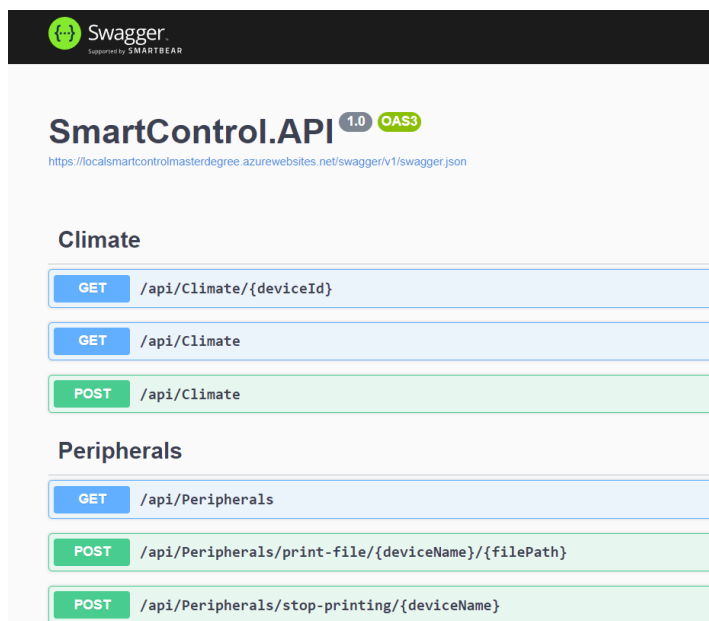 {...} Swagger.
Supported by SMARTBEAR
SmartControl.API 1.0 OAS3
https://localsmartcontrolmasterdegree.azurewebsites.net/swagger/v1/swagger.json
Climate
GET /api/Climate/{deviceId}
GET /api/Climate
POST /api/Climate
Peripherals
GET /api/Peripherals
POST /api/Peripherals/print-file/{deviceName}/{filePath}
POST /api/Peripherals/stop-printing/{deviceName}